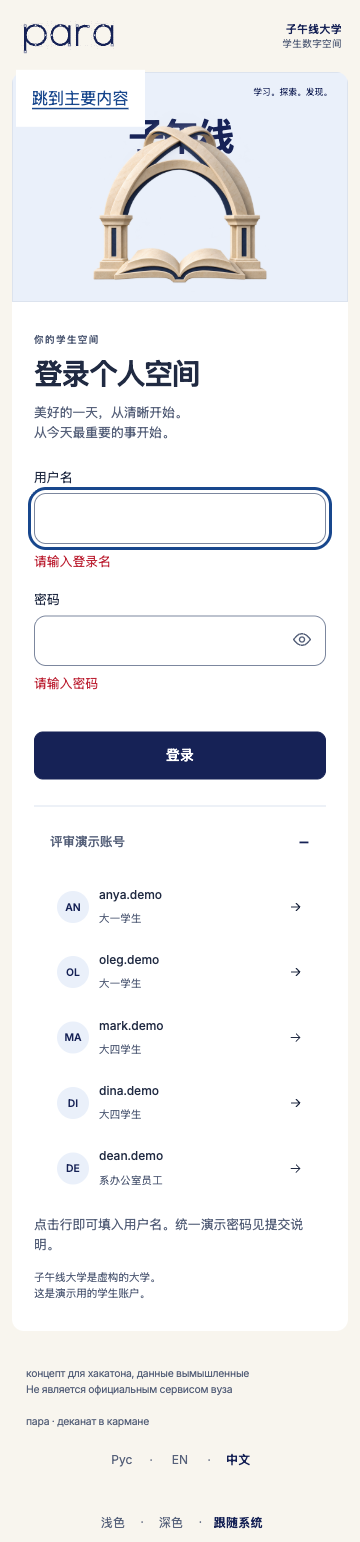 para
子午线大学
学生数字空间
跳到主要内容
学习。探索。发现。
子午线
你的学生空间
登录个人空间
美好的一天，从清晰开始。
从今天最重要的事开始。
用户名
请输入登录名
密码
请输入密码
登录
评审演示账号
AN
anya.demo
大一学生
OL
oleg.demo
大一学生
MA
mark.demo
大四学生
DI
dina.demo
大四学生
DE
dean.demo
系办公室员工
点击行即可填入用户名。统一演示密码见提交说
明。
子午线大学是虚构的大学。
这是演示用的学生账户。
концепт для хакатона, данные вымышленные
Не является официальным сервисом вуза
пара · деканат в кармане
Рус · EN · 中文
浅色 · 深色 · 跟随系统